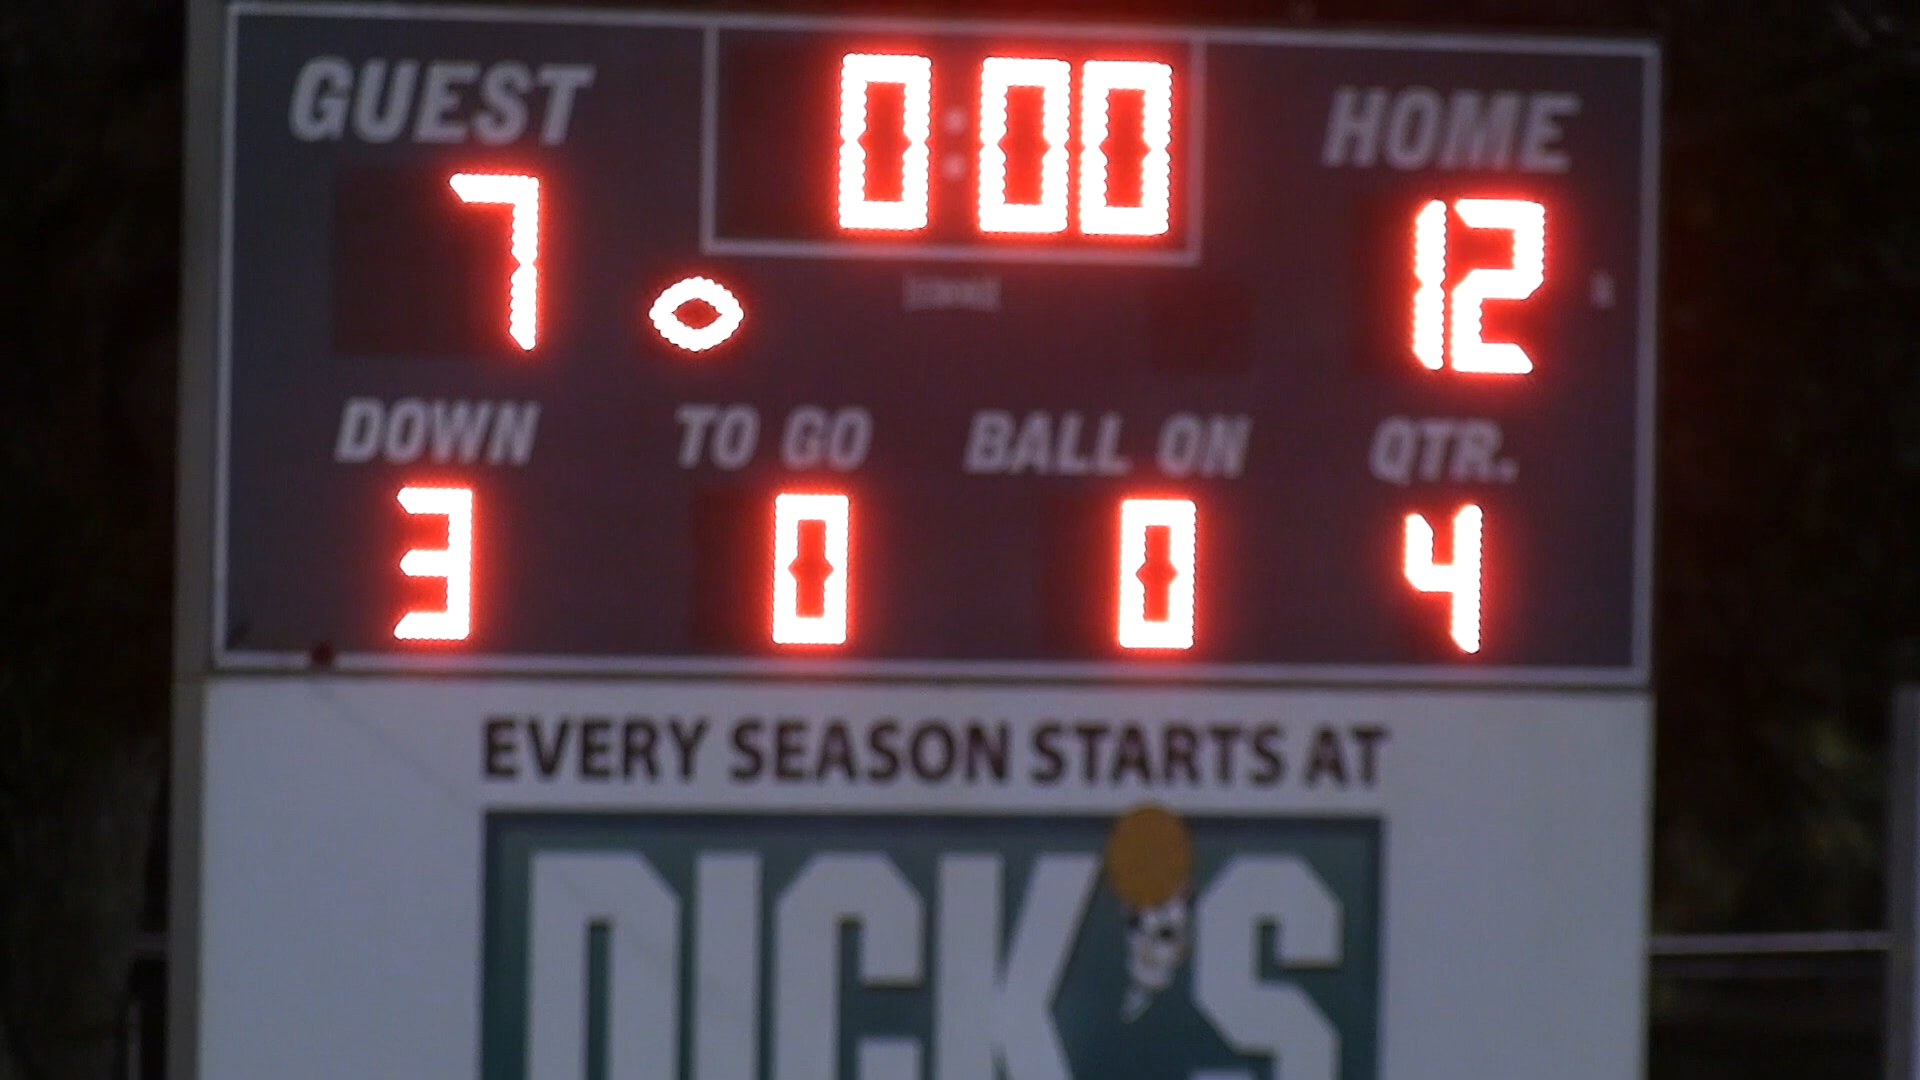 GUEST 0:00 HOME
7 12
DOWN TO GO BALL ON QTR.
3 0 0 4
EVERY SEASON STARTS AT
DICK'S